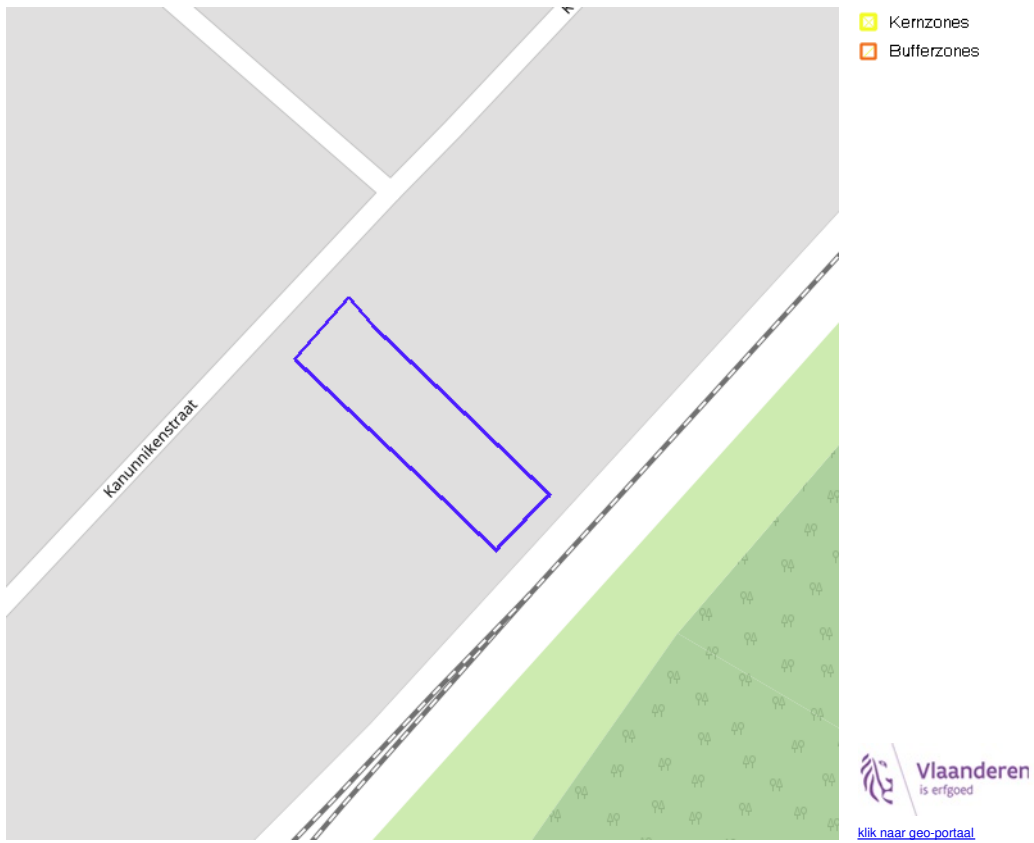 Kernzones
Bufferzones
Kanunnikenstraat
Vlaanderen
is erfgoed
klik naar geo-portaal